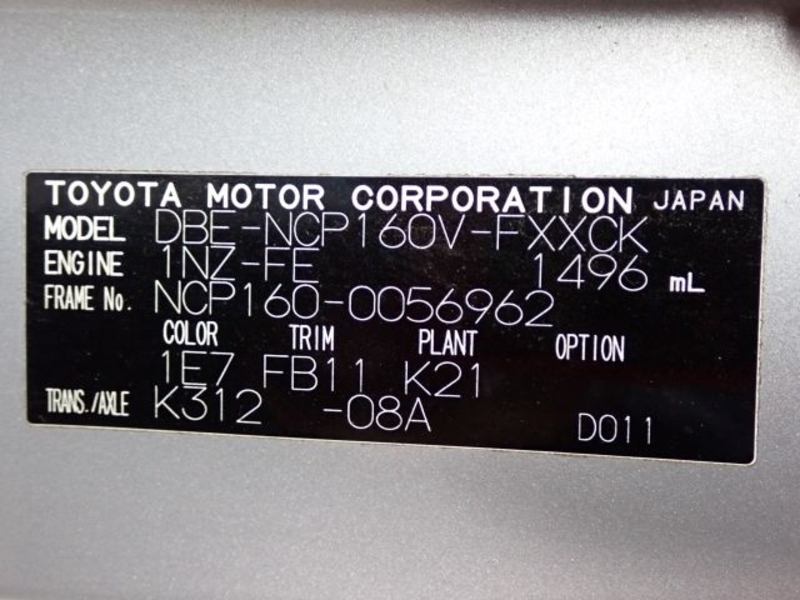 TOYOTA MOTOR CORPORATION JAPAN
MODEL DBE-NCP160V-FXXCK
ENGINE 1NZ-FE 1496 mL
FRAME No. NCP160-0056962
COLOR TRIM PLANT OPTION
1E7 FB11 K21
TRANS./AXLE K312 -08A D011